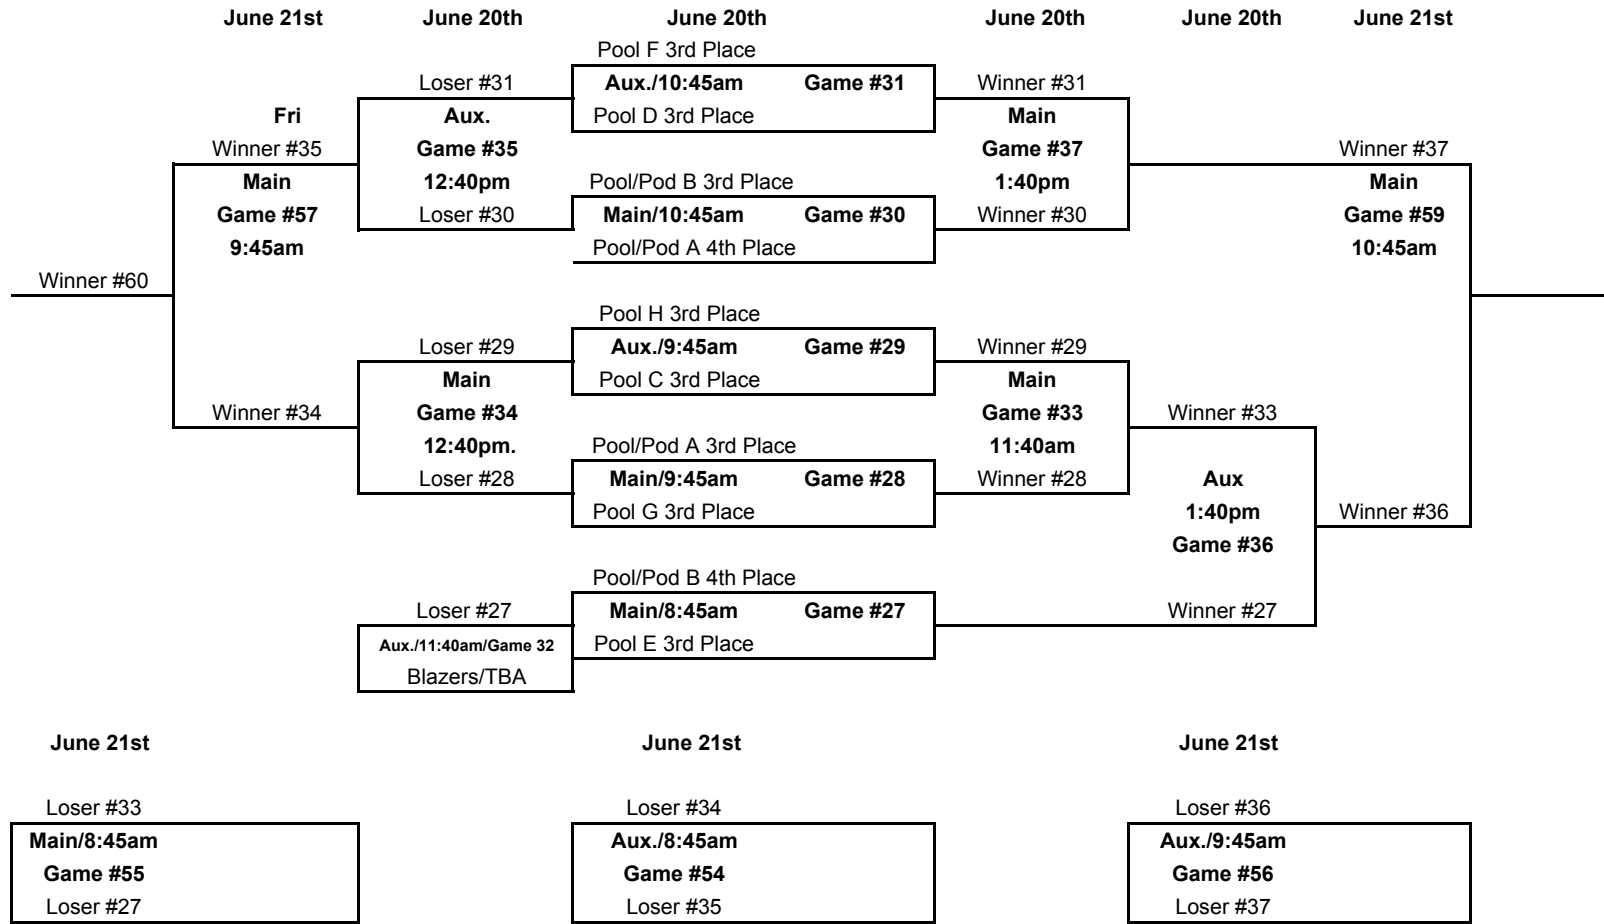 June 21st June 20th June 20th June 20th June 20th June 21st
Pool F 3rd Place
Loser #31 Aux./10:45am Game #31 Winner #31
Fri Aux. Pool D 3rd Place Main
Winner #35 Game #35 Game #37 Winner #37
Main 12:40pm Pool/Pod B 3rd Place 1:40pm Main
Game #57 Loser #30 Main/10:45am Game #30 Winner #30 Game #59
9:45am Pool/Pod A 4th Place 10:45am
Winner #60
Pool H 3rd Place
Loser #29 Aux./9:45am Game #29 Winner #29
Main Pool C 3rd Place Main
Winner #34 Game #34 Game #33 Winner #33
12:40pm. Pool/Pod A 3rd Place 11:40am
Loser #28 Main/9:45am Game #28 Winner #28 Aux
Pool G 3rd Place 1:40pm Winner #36
Game #36
Pool/Pod B 4th Place
Loser #27 Main/8:45am Game #27 Winner #27
Aux./11:40am/Game 32 Pool E 3rd Place
Blazers/TBA
June 21st June 21st June 21st
Loser #33 Loser #34 Loser #36
Main/8:45am Aux./8:45am Aux./9:45am
Game #55 Game #54 Game #56
Loser #27 Loser #35 Loser #37